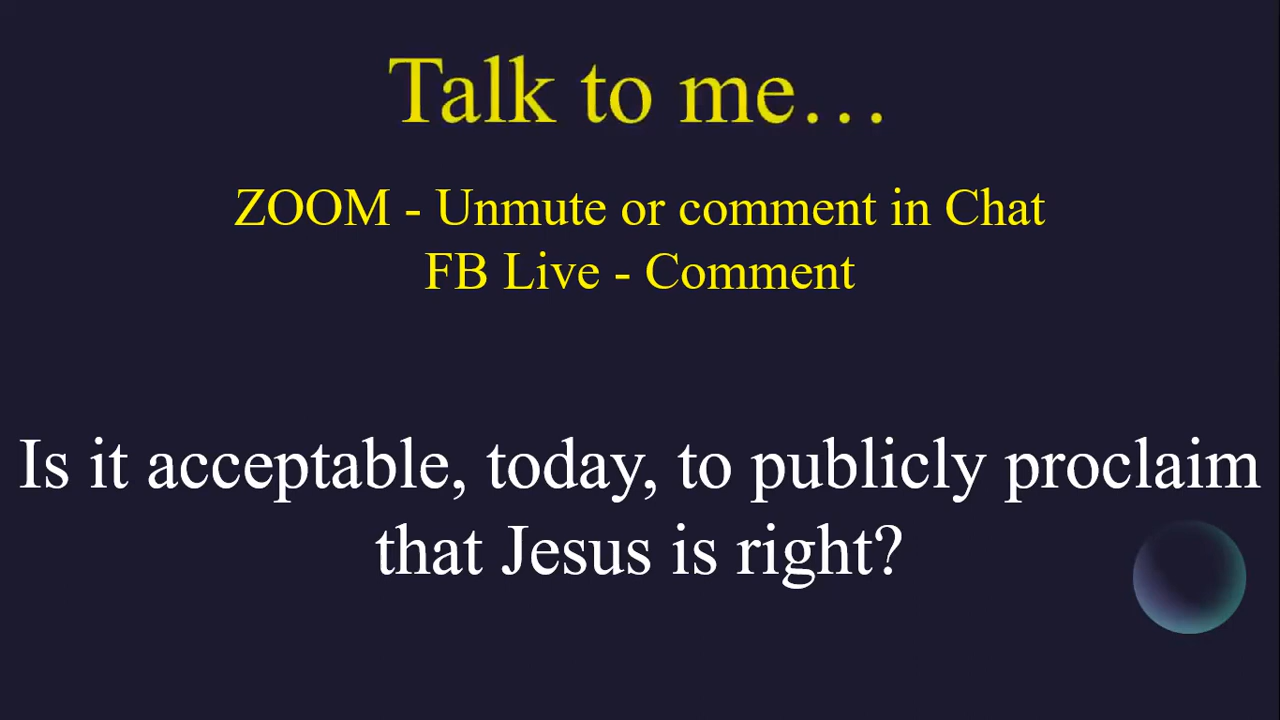 Talk to me…
ZOOM - Unmute or comment in Chat
FB Live - Comment
Is it acceptable, today, to publicly proclaim
that Jesus is right?